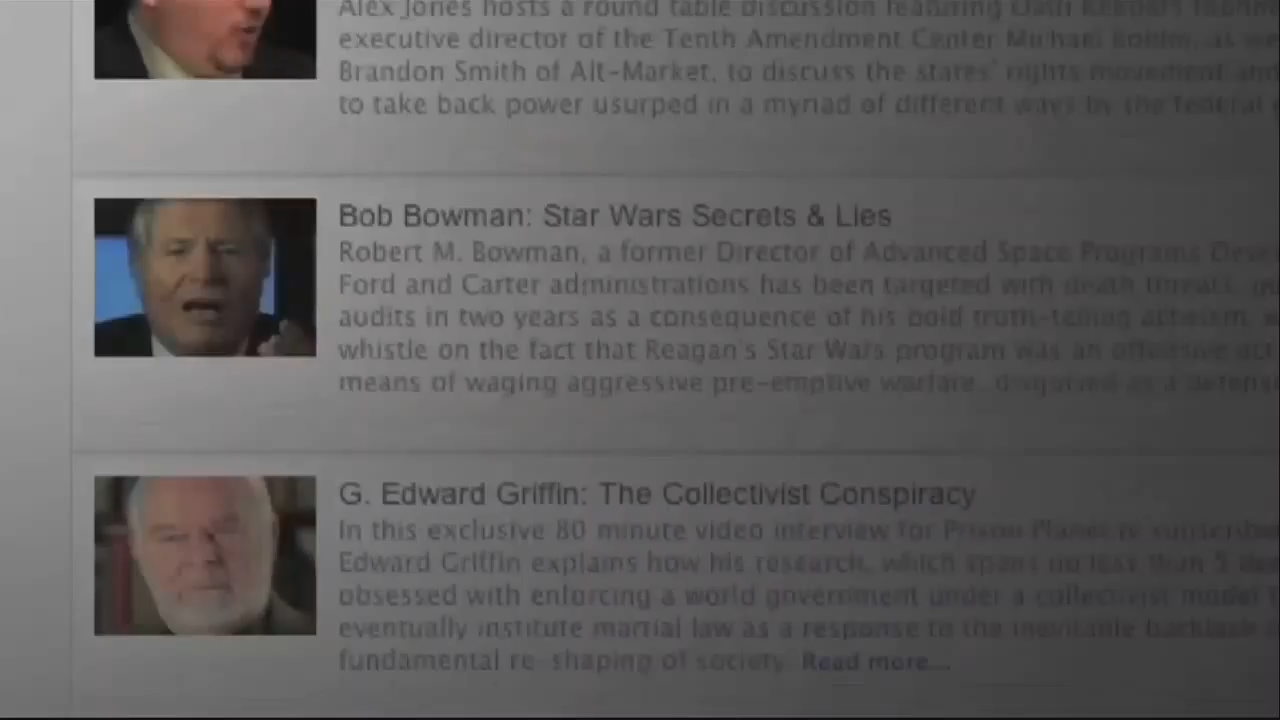 Alex Jones hosts a round table discussion featuring Oath Keepers
executive director of the Tenth Amendment Center Michael Boldin, as
Brandon Smith of Alt-Market, to discuss the states' rights movement and
to take back power usurped in a myriad of different ways by the federal
Bob Bowman: Star Wars Secrets & Lies
Robert M. Bowman, a former Director of Advanced Space Programs
Ford and Carter administrations has been targeted with death threats,
audits in two years as a consequence of his bold truth-telling activism,
whistle on the fact that Reagan's Star Wars program was an offensive
means of waging aggressive pre-emptive warfare, disguised as a
G. Edward Griffin: The Collectivist Conspiracy
In this exclusive 80 minute video interview for Prison Planet.tv
Edward Griffin explains how his research, which spans no less than 5
obsessed with enforcing a world government under a collectivist model
eventually institute martial law as a response to the inevitable backlash
fundamental re-shaping of society. Read more...